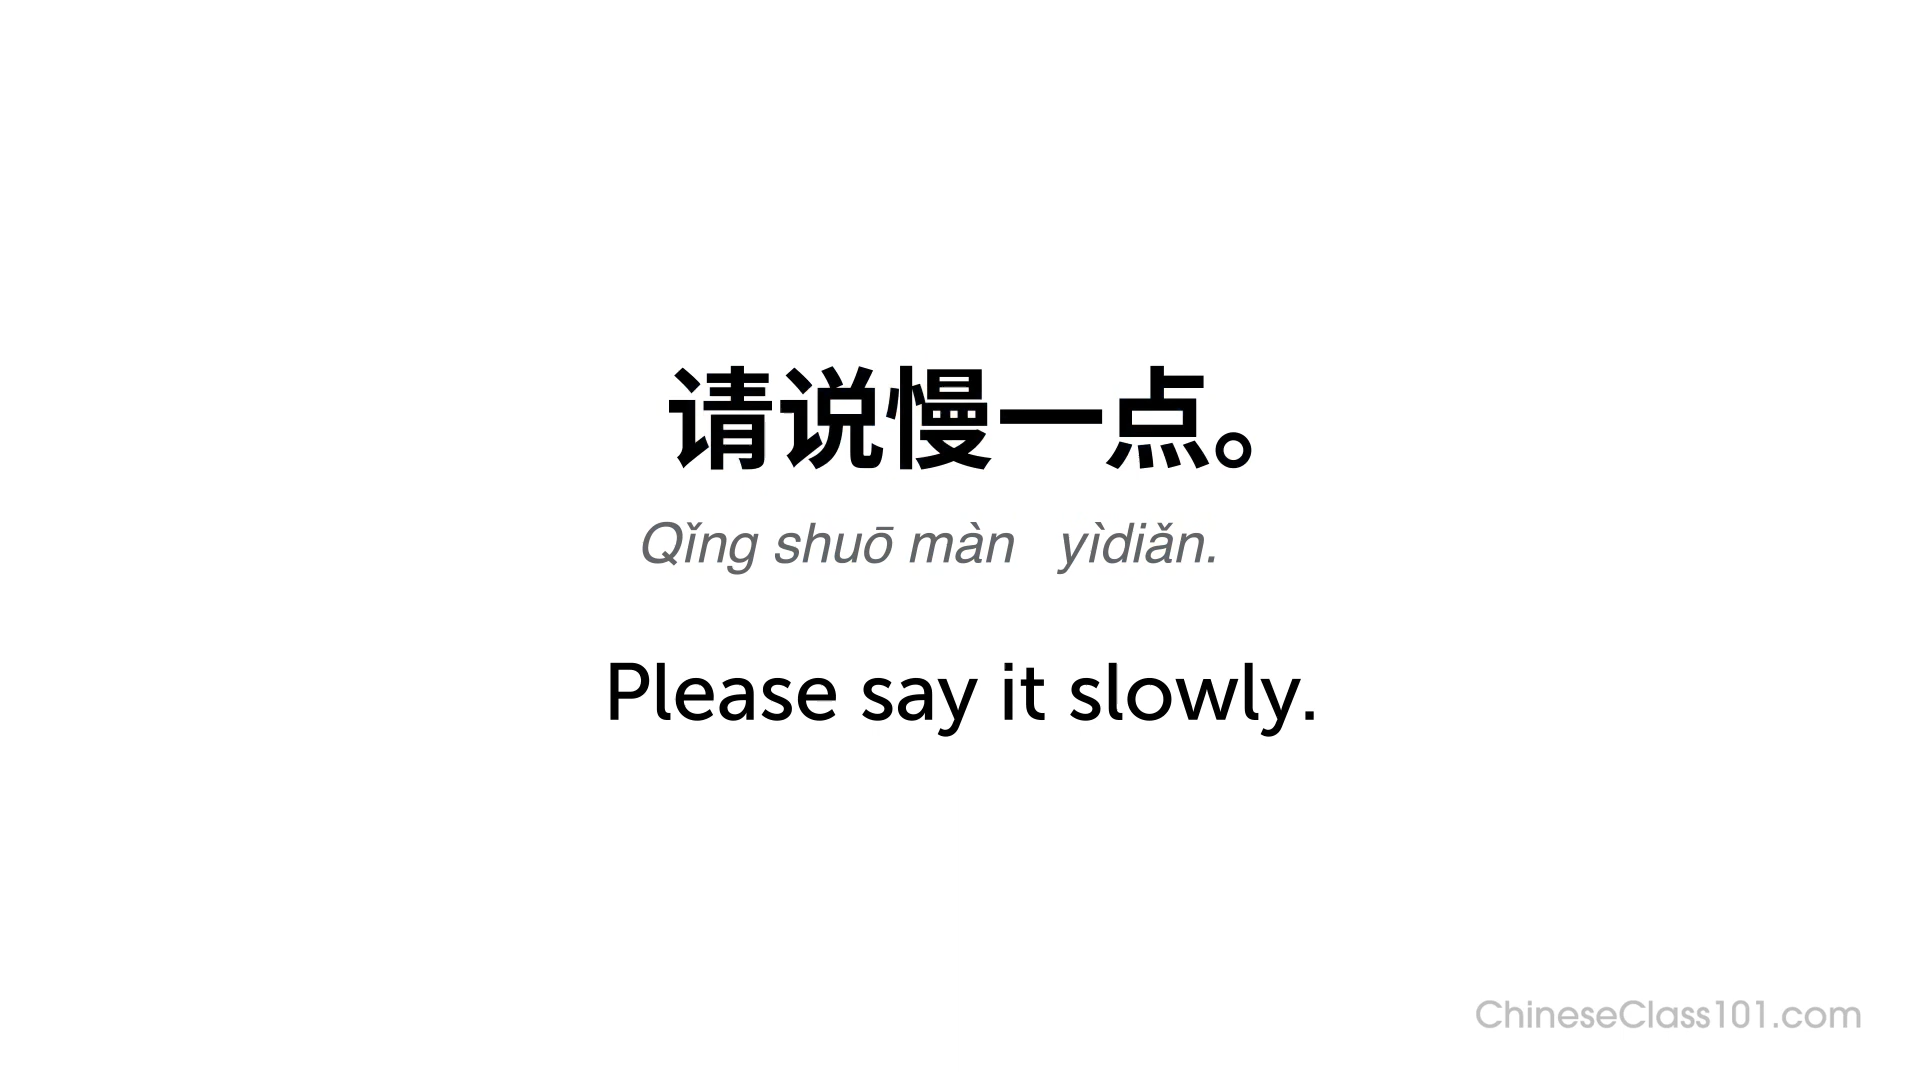 请说慢一点。
Qǐng shuō màn yìdiǎn.
Please say it slowly.
ChineseClass101.com